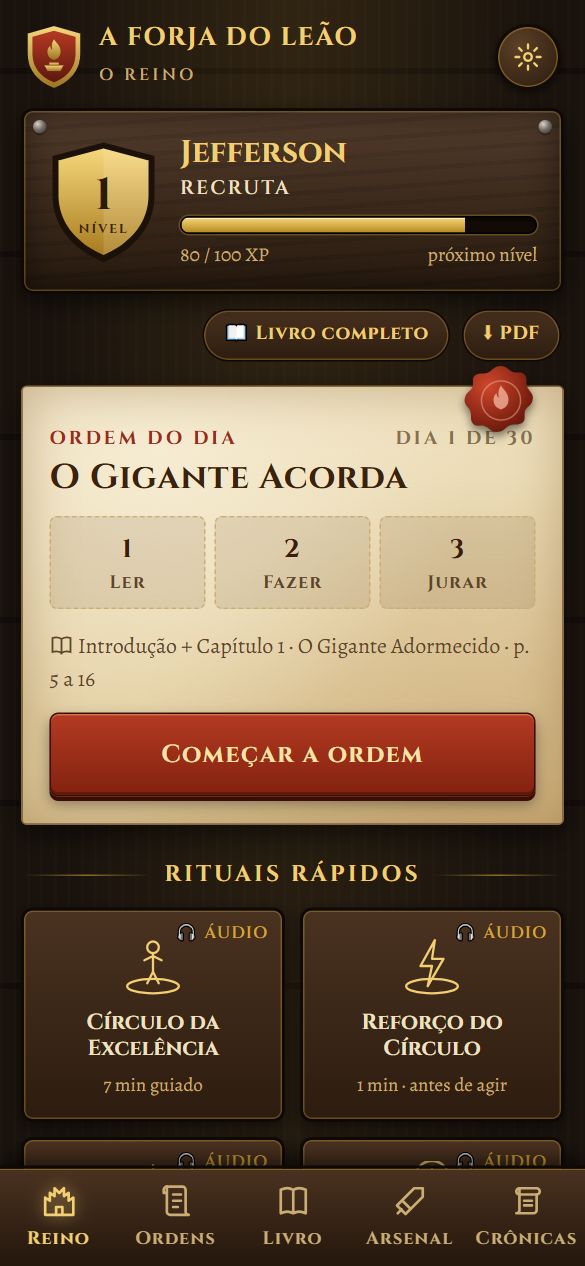 A FORJA DO LEÃO
O REINO
JEFFERSON
RECRUTA
1
NÍVEL
80 / 100 XP
próximo nível
LIVRO COMPLETO
PDF
ORDEM DO DIA
DIA 1 DE 30
O GIGANTE ACORDA
1
LER
2
FAZER
3
JURAR
Introdução + Capítulo 1 · O Gigante Adormecido · p.
5 a 16
COMEÇAR A ORDEM
RITUAIS RÁPIDOS
ÁUDIO
CÍRCULO DA
EXCELÊNCIA
7 min guiado
ÁUDIO
REFORÇO DO
CÍRCULO
1 min · antes de agir
ÁUDIO
ÁUDIO
REINO
ORDENS
LIVRO
ARSENAL
CRÔNICAS